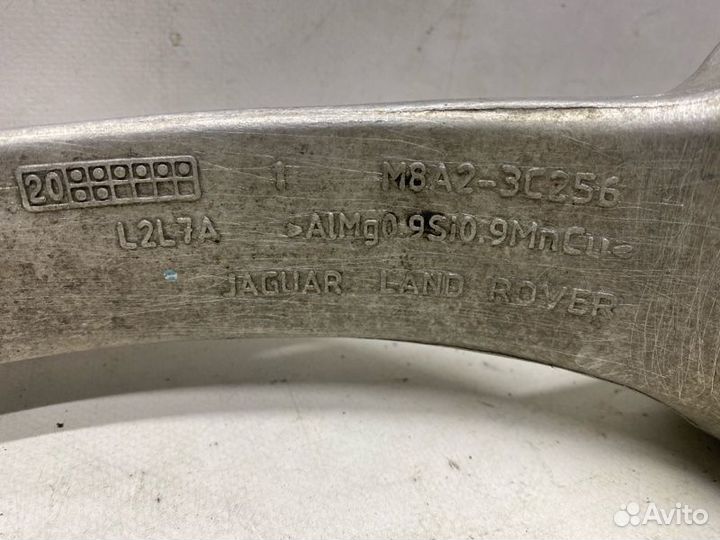 20 1 M8A2-3C256
L2L7A >AlMg0.9Si0.9MnCu<
JAGUAR LAND ROVER
Avito